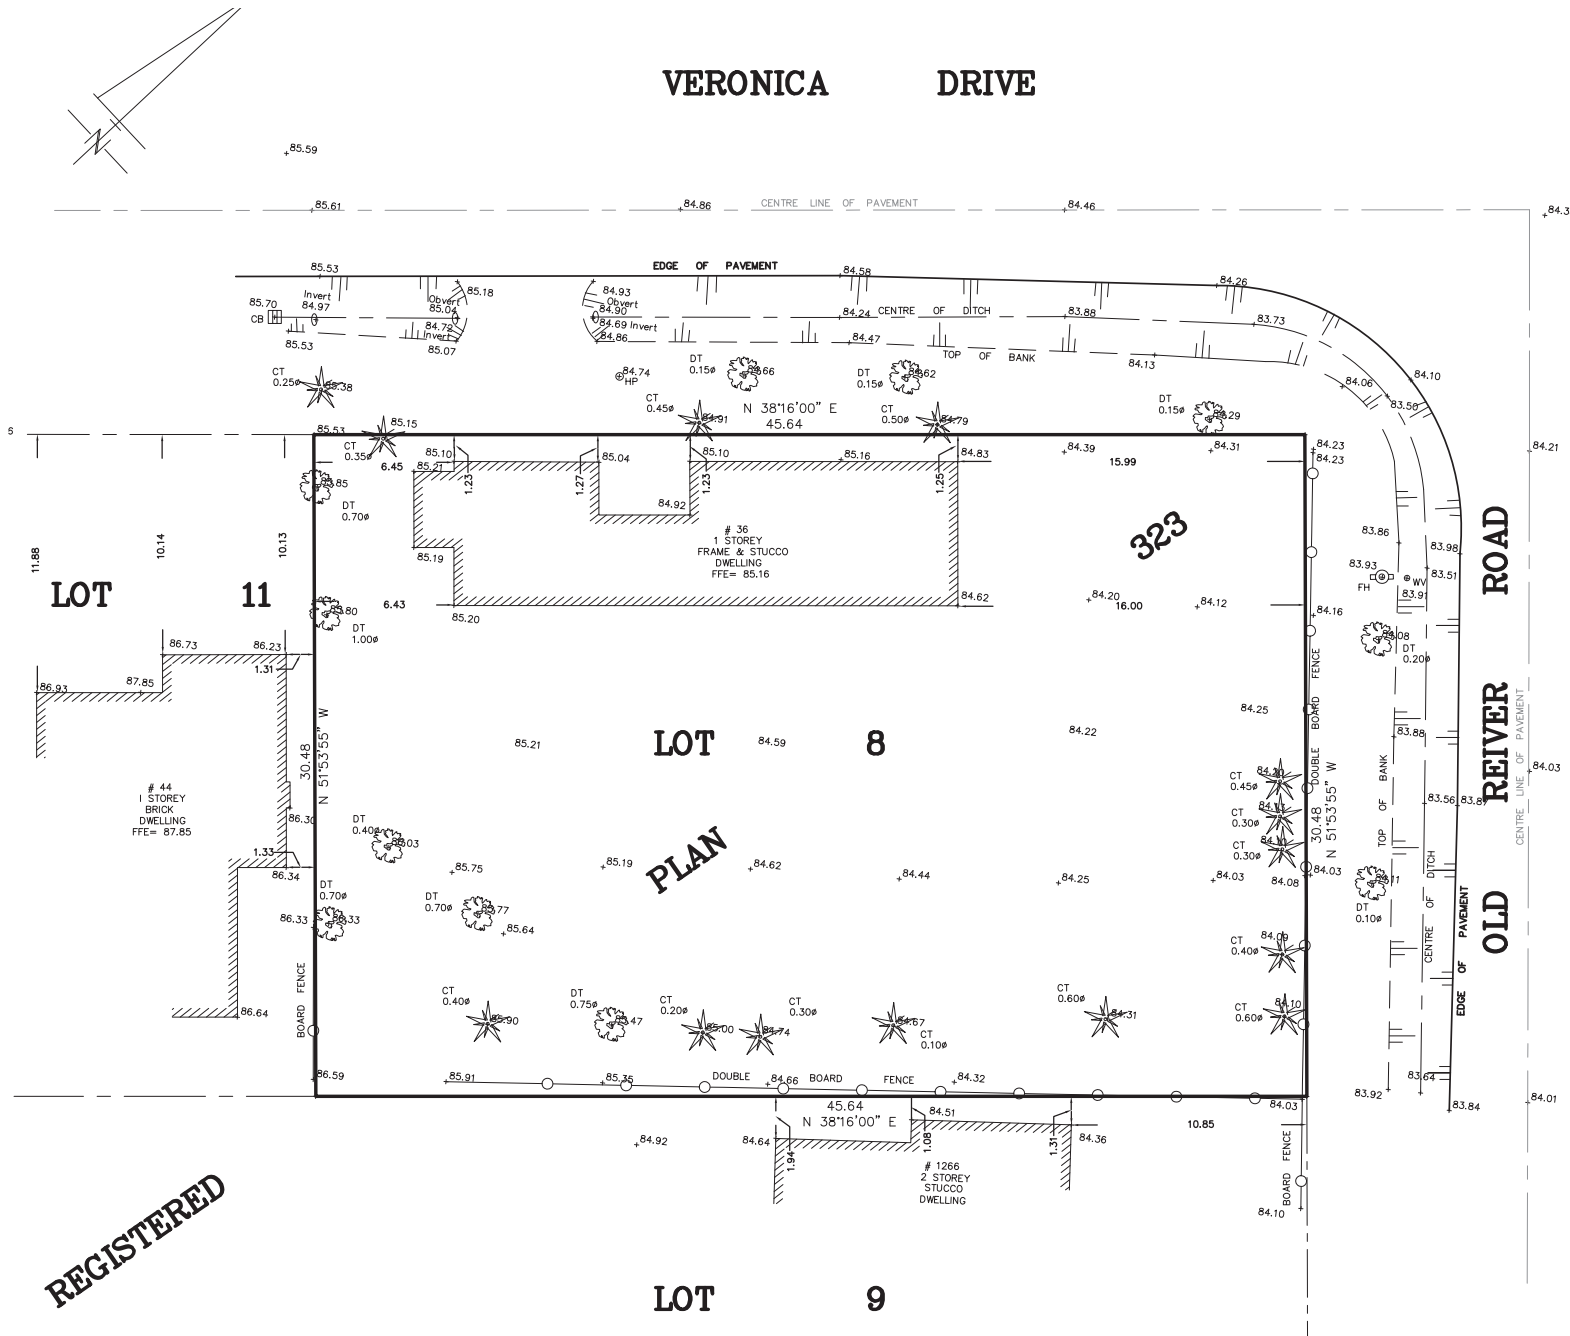 VERONICA DRIVE
85.59
85.61
84.86
CENTRE LINE OF PAVEMENT
84.46
84.3
85.53
EDGE OF PAVEMENT
84.58
84.26
85.70
CB
Invert
84.97
Obvert
85.04
85.18
84.72
Invert
85.53
85.07
84.93
Obvert
84.90
84.69 Invert
84.86
84.24
CENTRE OF DITCH
83.88
83.73
84.47
TOP OF BANK
84.13
84.06
84.10
83.50
CT
0.25ø
85.38
84.74
HP
DT
0.15ø
DT
0.15ø
84.62
CT
0.45ø
84.91
N 38°16'00" E
45.64
CT
0.50ø
84.79
DT
0.15ø
84.29
85.53
85.15
CT
0.35ø
6.45
85.10
85.21
1.23
1.27
85.04
85.10
1.23
85.16
1.25
84.83
84.39
15.99
84.31
84.23
84.23
84.21
DT
0.70ø
84.92
# 36
1 STOREY
FRAME & STUCCO
DWELLING
FFE= 85.16
323
85.19
6.43
85.20
84.62
84.20
16.00
84.12
84.16
83.86
83.93
FH
WV
83.91
83.98
83.51
11.88
10.14
10.13
LOT 11
DT
1.00ø
86.73
86.23
1.31
86.93
87.85
DT
0.20ø
30.48
N 51°53'55" W
85.21
LOT 8
84.59
84.22
84.25
DOUBLE BOARD FENCE
83.88
84.03
# 44
1 STOREY
BRICK
DWELLING
FFE= 87.85
86.30
1.33
86.34
CT
0.45ø
CT
0.30ø
CT
0.30ø
30.48
N 51°53'55" W
TOP OF BANK
83.56
CENTRE LINE OF PAVEMENT
OLD REIVER ROAD
DT
0.40ø
85.75
85.19
PLAN
84.62
84.44
84.25
84.03
84.08
84.03
DT
0.10ø
CENTRE OF DITCH
EDGE OF PAVEMENT
DT
0.70ø
86.33
86.33
DT
0.70ø
85.64
CT
0.40ø
BOARD FENCE
86.64
CT
0.40ø
85.90
DT
0.75ø
CT
0.20ø
85.00
CT
0.30ø
84.74
84.67
CT
0.10ø
CT
0.60ø
84.31
CT
0.60ø
84.10
86.59
85.91
85.35
DOUBLE BOARD FENCE
84.66
84.32
84.03
83.92
83.64
83.84
84.01
45.64
N 38°16'00" E
84.51
84.92
84.64
1.94
1.08
1.31
84.36
10.85
# 1266
2 STOREY
STUCCO
DWELLING
BOARD FENCE
84.10
REGISTERED
LOT 9